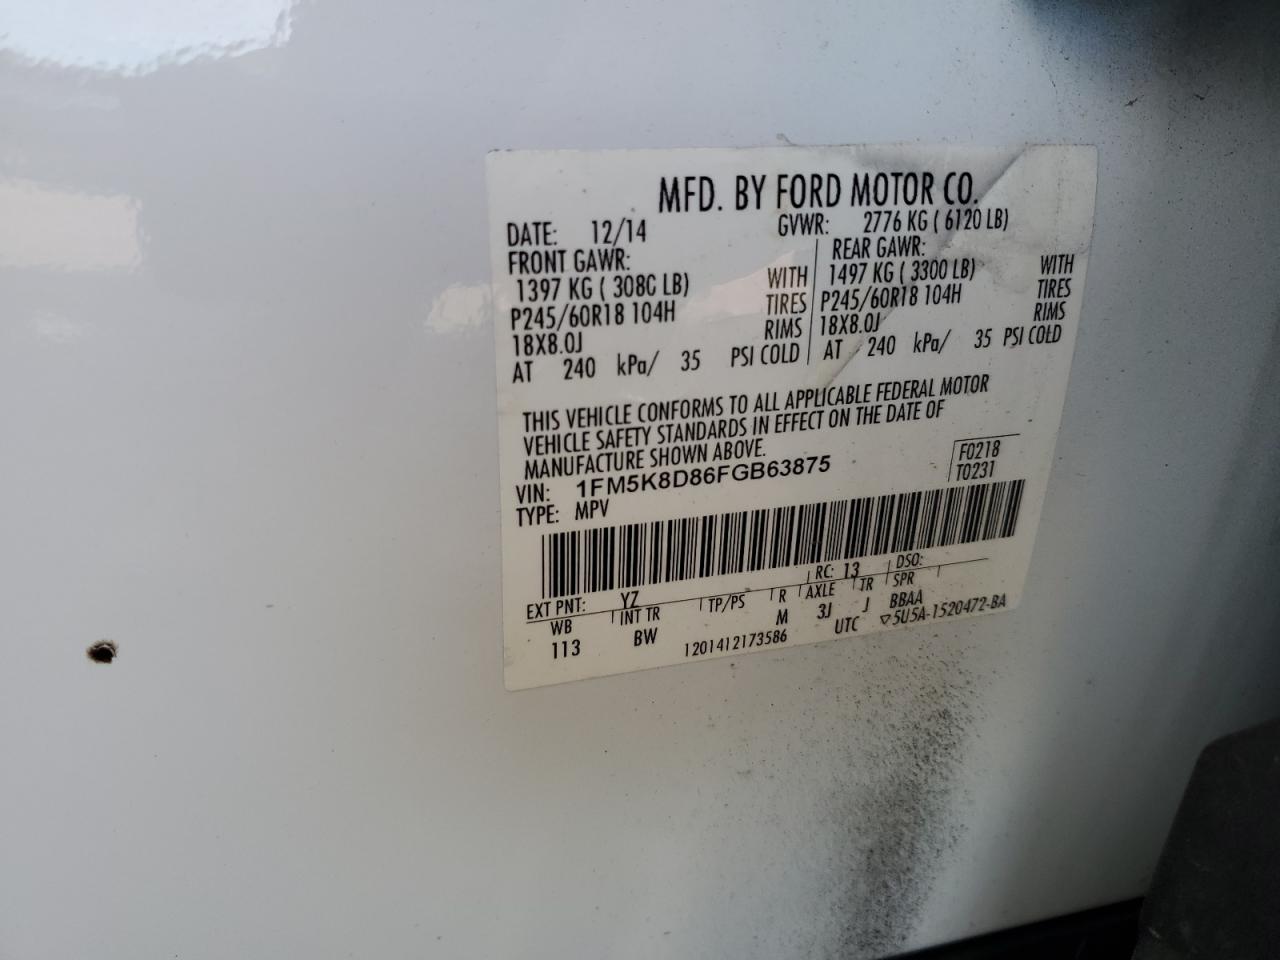 MFD. BY FORD MOTOR CO.
DATE: 12/14 GVWR: 2776 KG ( 6120 LB)
FRONT GAWR: REAR GAWR:
1397 KG ( 3080 LB) WITH 1497 KG ( 3300 LB) WITH
P245/60R18 104H TIRES P245/60R18 104H TIRES
18X8.0J RIMS 18X8.0J RIMS
AT 240 kPa/ 35 PSI COLD AT 240 kPa/ 35 PSI COLD
THIS VEHICLE CONFORMS TO ALL APPLICABLE FEDERAL MOTOR
VEHICLE SAFETY STANDARDS IN EFFECT ON THE DATE OF
MANUFACTURE SHOWN ABOVE.
F0218
VIN: 1FM5K8D86FGB63875
T0231
TYPE: MPV
EXT PNT: YZ RC: 13 DSO:
WB INT TR TP/PS R AXLE TR SPR
113 BW M 3J J BBAA
1201412173586 UTC ▽5U5A-1520472-BA